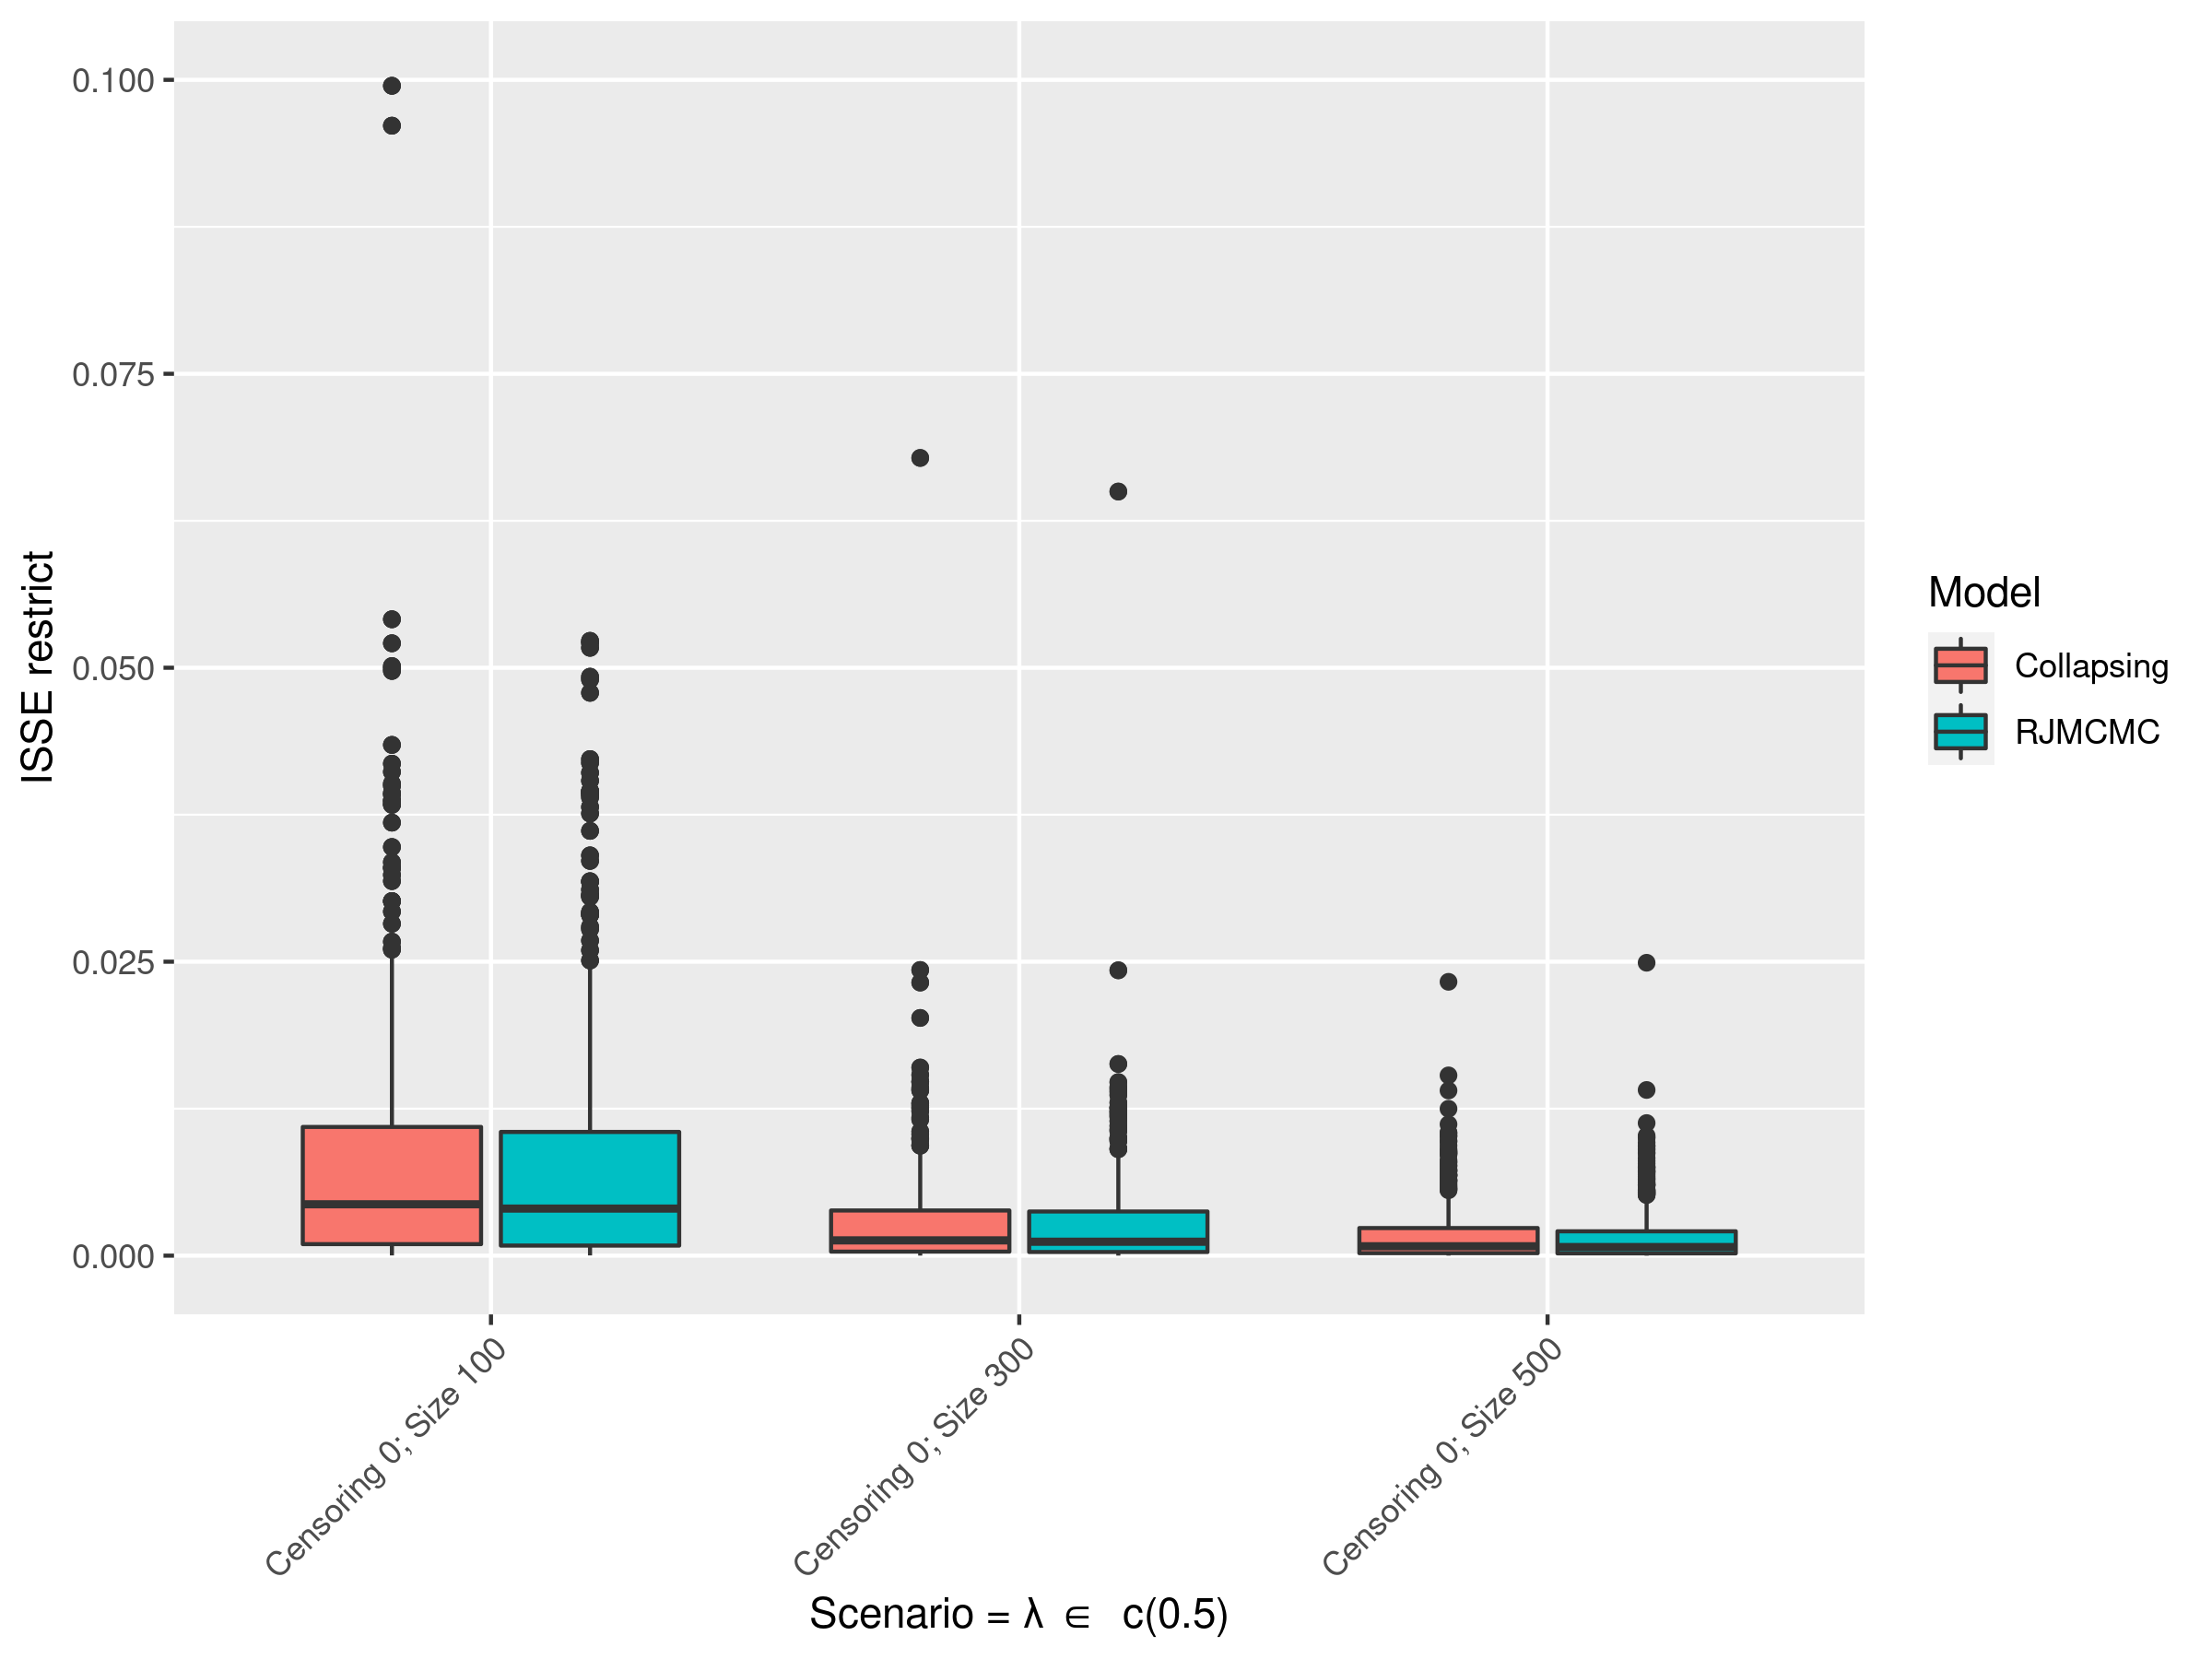 0.100
0.075
0.050
0.025
0.000
ISSE restrict
Censoring 0; Size 100
Censoring 0; Size 300
Censoring 0; Size 500
Scenario = λ ∈ c(0.5)
Model
Collapsing
RJMCMC